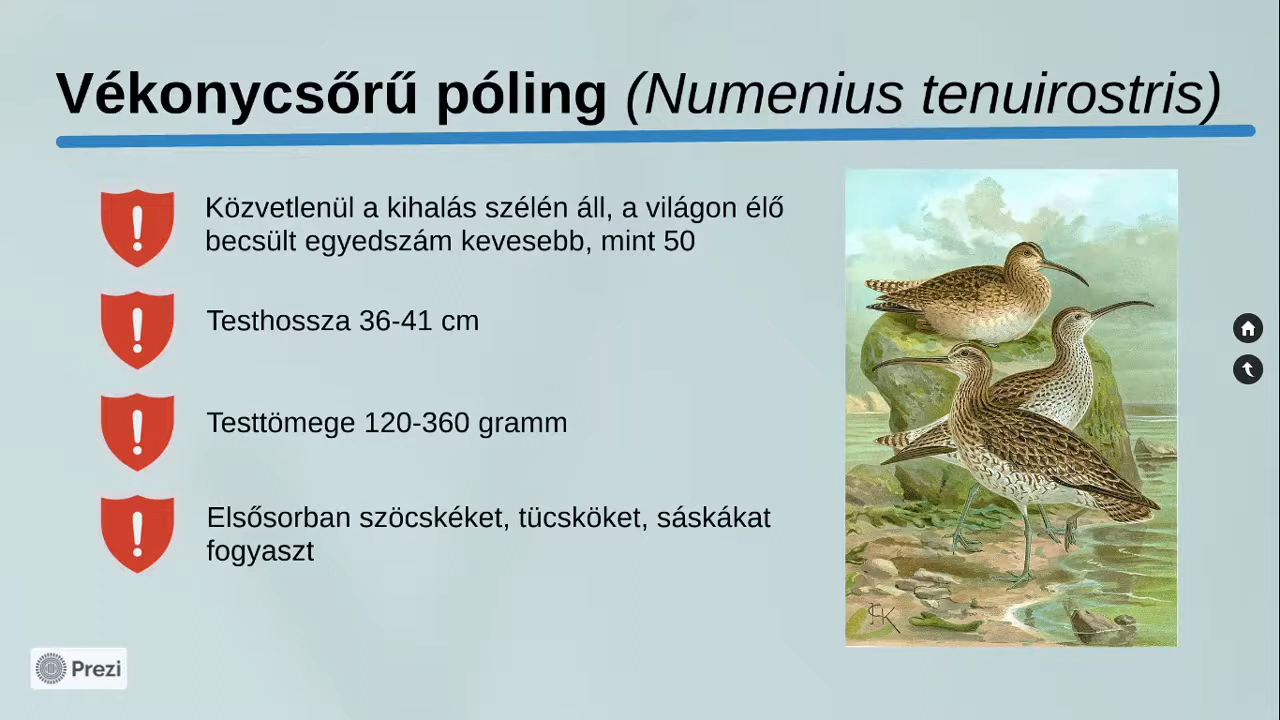 Vékonycsőrű póling (Numenius tenuirostris)
Közvetlenül a kihalás szélén áll, a világon élő
becsült egyedszám kevesebb, mint 50
Testhossza 36-41 cm
Testtömege 120-360 gramm
Elsősorban szöcskéket, tücsköket, sáskákat
fogyaszt
Prezi